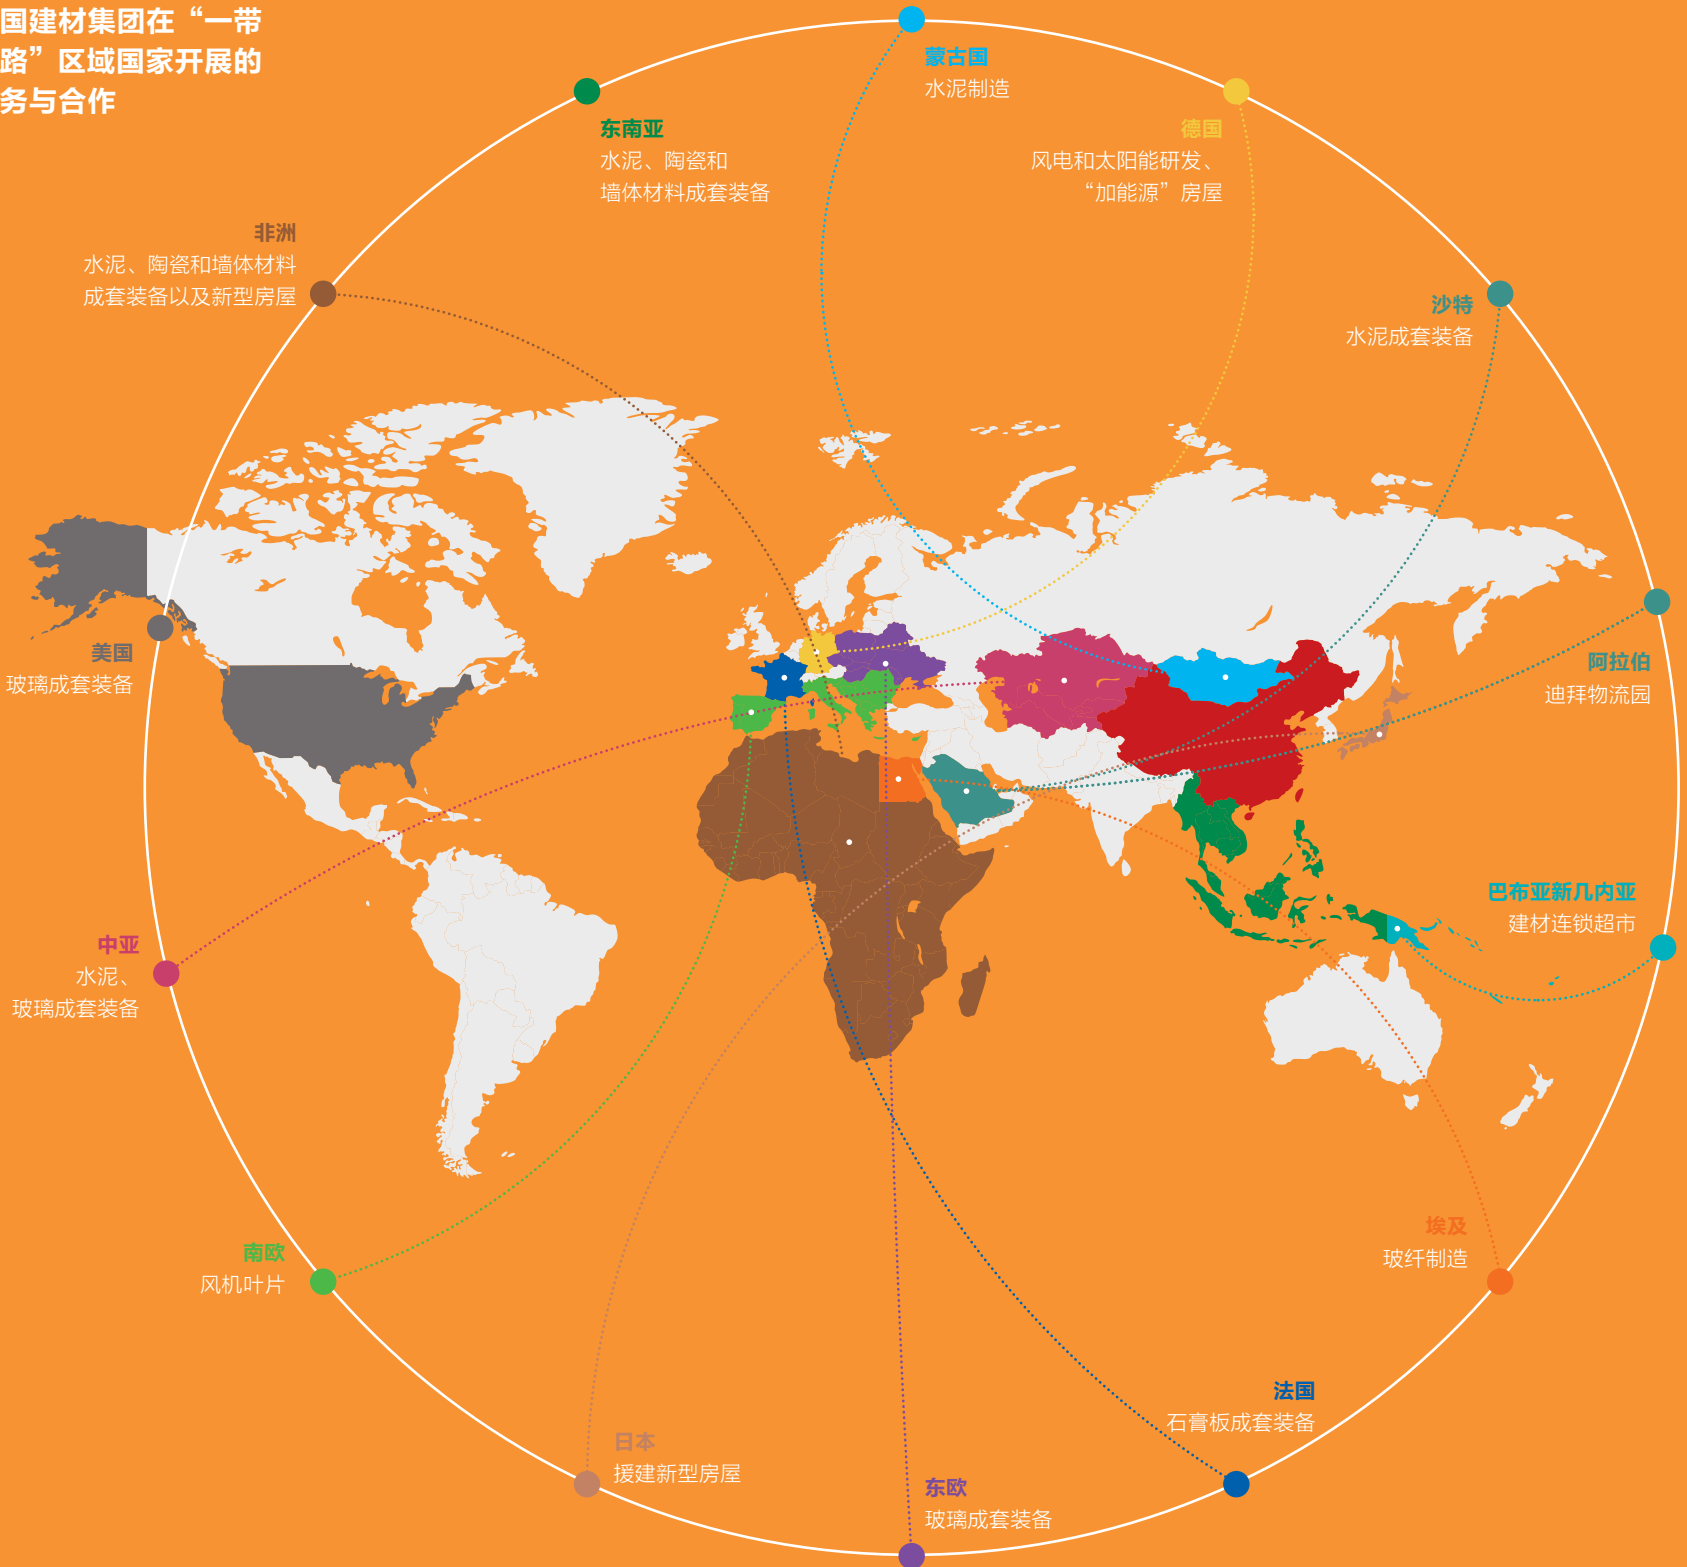 国建材集团在“一带
路”区域国家开展的
务与合作
蒙古国
水泥制造
东南亚
水泥、陶瓷和
墙体材料成套装备
德国
风电和太阳能研发、
“加能源”房屋
非洲
水泥、陶瓷和墙体材料
成套装备以及新型房屋
沙特
水泥成套装备
美国
玻璃成套装备
阿拉伯
迪拜物流园
巴布亚新几内亚
建材连锁超市
中亚
水泥、
玻璃成套装备
南欧
风机叶片
埃及
玻纤制造
法国
石膏板成套装备
日本
援建新型房屋
东欧
玻璃成套装备